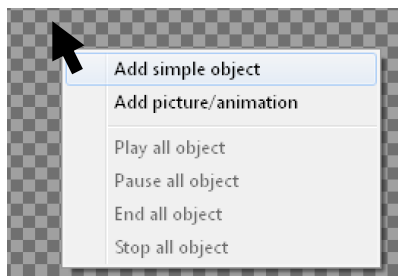 Add simple object
Add picture/animation
Play all object
Pause all object
End all object
Stop all object